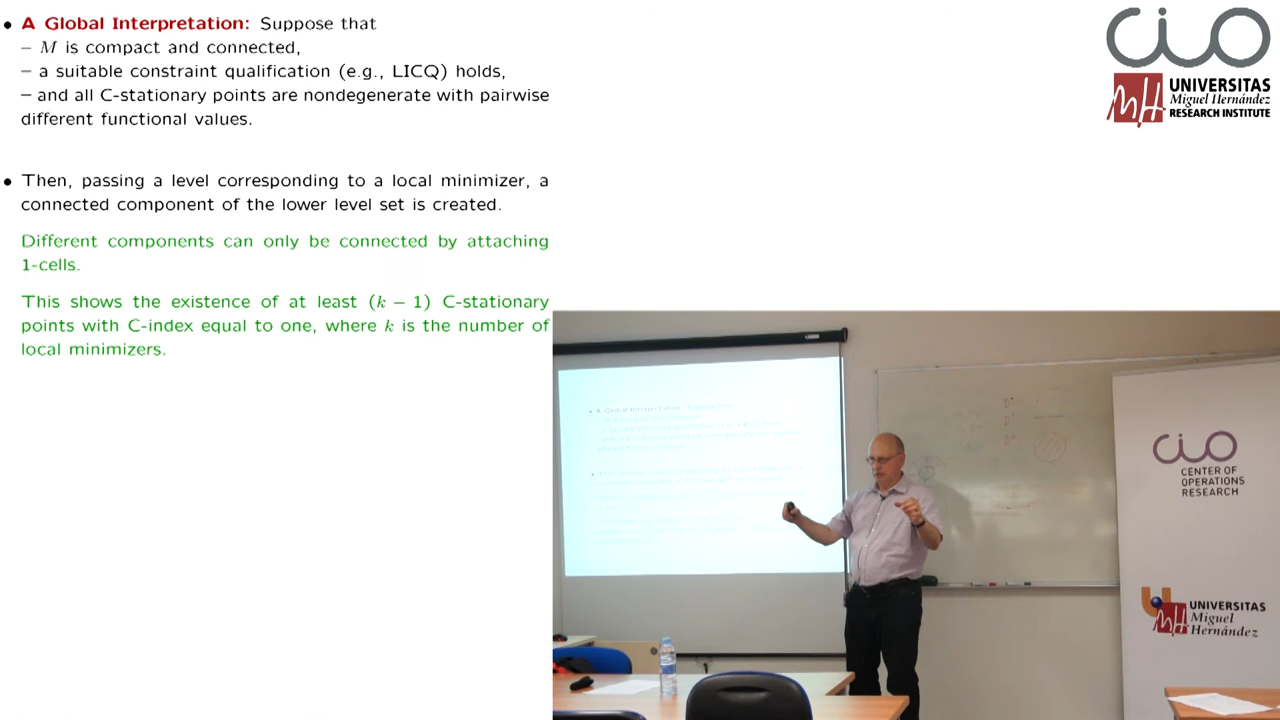 • A Global Interpretation: Suppose that
– M is compact and connected,
– a suitable constraint qualification (e.g., LICQ) holds,
– and all C-stationary points are nondegenerate with pairwise
different functional values.
• Then, passing a level corresponding to a local minimizer, a
connected component of the lower level set is created.
Different components can only be connected by attaching
1-cells.
This shows the existence of at least (k − 1) C-stationary
points with C-index equal to one, where k is the number of
local minimizers.
CIO
UNIVERSITAS
Miguel Hernández
RESEARCH INSTITUTE
CIO
CENTER OF
OPERATIONS
RESEARCH
UNIVERSITAS
Miguel
Hernández